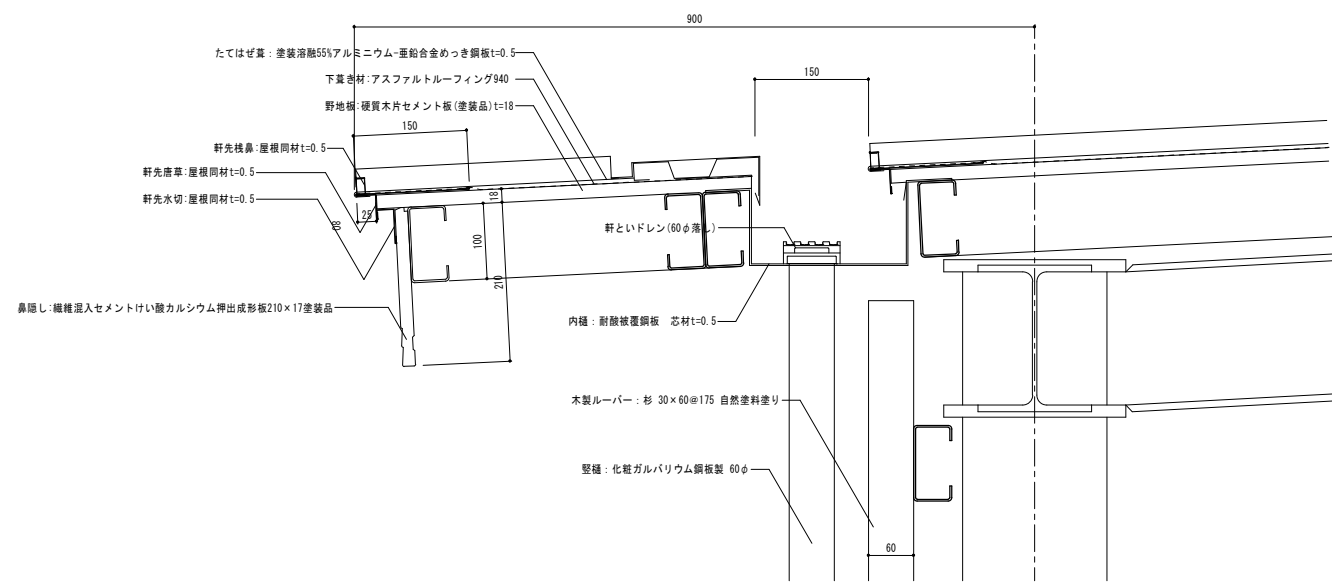 900
たてはぜ葺：塗装溶融55%アルミニウム-亜鉛合金めっき鋼板t=0.5
下葺き材:アスファルトルーフィング940
150
野地板:硬質木片セメント板(塗装品)t=18
150
軒先桟鼻:屋根同材t=0.5
軒先唐草:屋根同材t=0.5
軒先水切:屋根同材t=0.5
18
25
80
100
210
軒といドレン(60φ落し)
鼻隠し:繊維混入セメントけい酸カルシウム押出成形板210×17塗装品
内樋：耐酸被覆鋼板　芯材t=0.5
木製ルーバー：杉 30×60@175 自然塗料塗り
竪樋：化粧ガルバリウム鋼板製 60φ
60